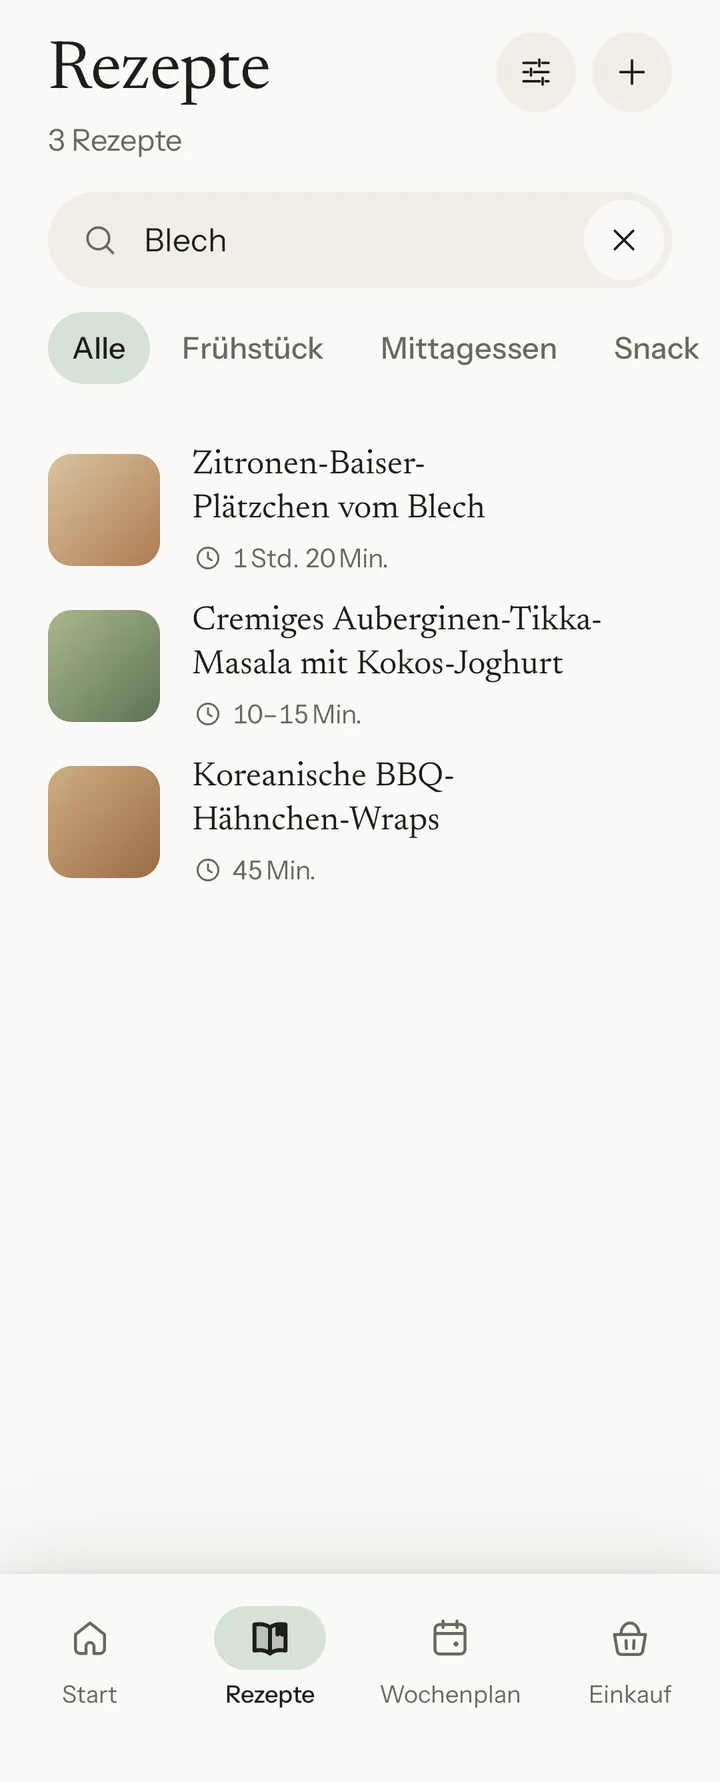 Rezepte
3 Rezepte
Blech
Alle Frühstück Mittagessen Snack
Zitronen-Baiser-
Plätzchen vom Blech
1 Std. 20 Min.
Cremiges Auberginen-Tikka-
Masala mit Kokos-Joghurt
10–15 Min.
Koreanische BBQ-
Hähnchen-Wraps
45 Min.
Start Rezepte Wochenplan Einkauf